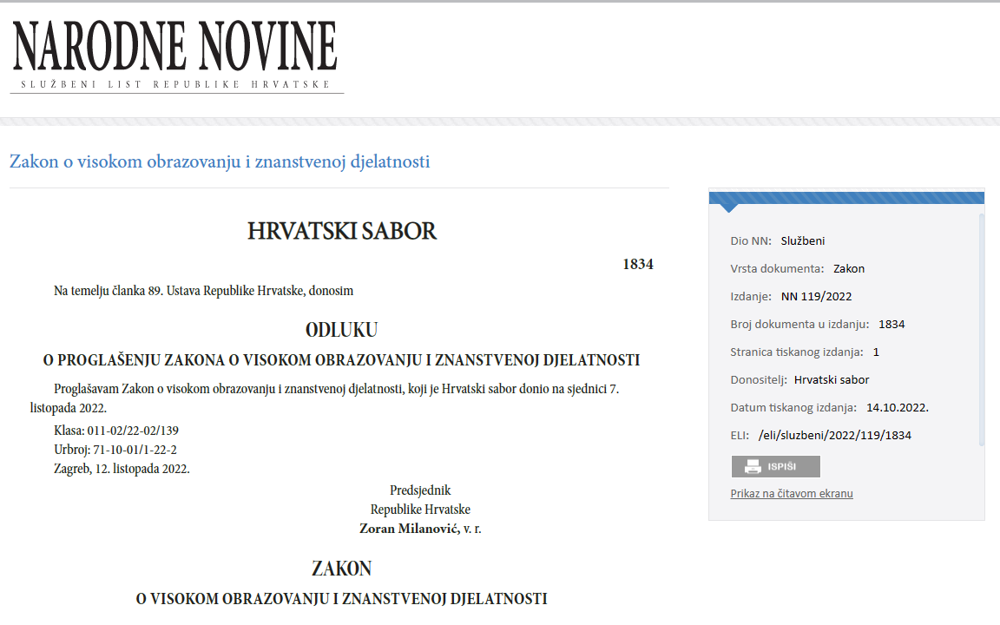 NARODNE NOVINE
SLUŽBENI LIST REPUBLIKE HRVATSKE
Zakon o visokom obrazovanju i znanstvenoj djelatnosti
HRVATSKI SABOR
1834
Na temelju članka 89. Ustava Republike Hrvatske, donosim
ODLUKU
O PROGLAŠENJU ZAKONA O VISOKOM OBRAZOVANJU I ZNANSTVENOJ DJELATNOSTI
Proglašavam Zakon o visokom obrazovanju i znanstvenoj djelatnosti, koji je Hrvatski sabor donio na sjednici 7.
listopada 2022.
Klasa: 011-02/22-02/139
Urbroj: 71-10-01/1-22-2
Zagreb, 12. listopada 2022.
Predsjednik
Republike Hrvatske
Zoran Milanović, v. r.
ZAKON
O VISOKOM OBRAZOVANJU I ZNANSTVENOJ DJELATNOSTI
Dio NN: Službeni
Vrsta dokumenta: Zakon
Izdanje: NN 119/2022
Broj dokumenta u izdanju: 1834
Stranica tiskanog izdanja: 1
Donositelj: Hrvatski sabor
Datum tiskanog izdanja: 14.10.2022.
ELI: /eli/sluzbeni/2022/119/1834
ISPIŠI
Prikaz na čitavom ekranu